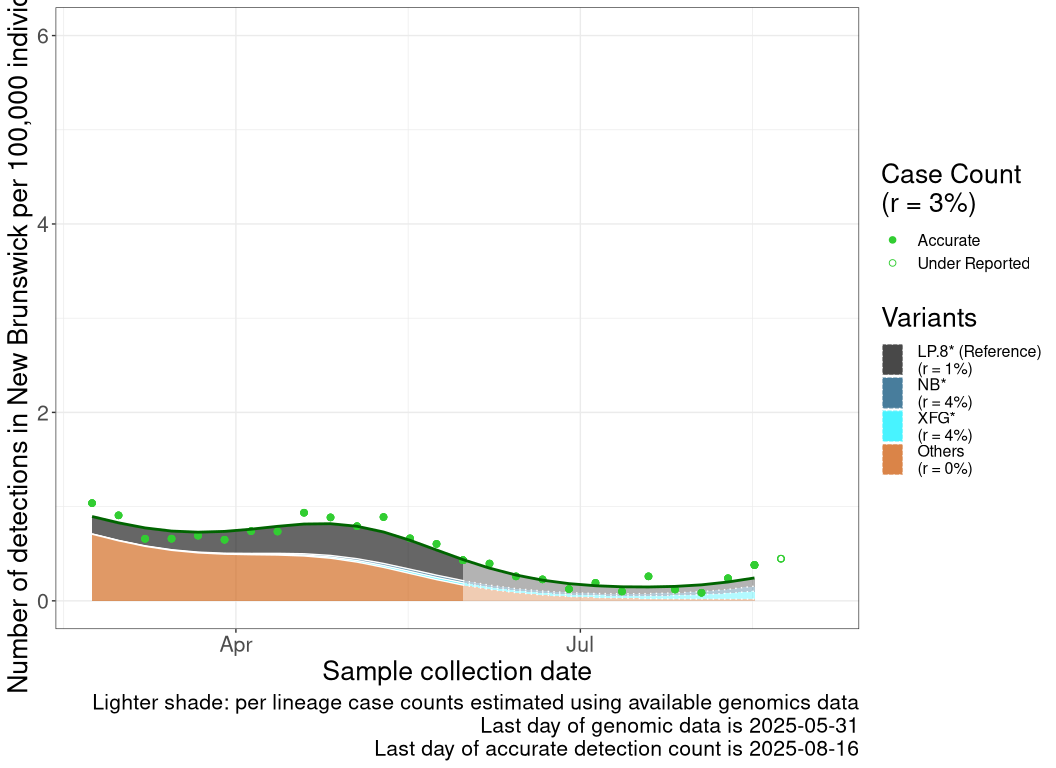 Number of detections in New Brunswick per 100,000
6
4
2
0
Apr
Jul
Sample collection date
Lighter shade: per lineage case counts estimated using available genomics data
Last day of genomic data is 2025-05-31
Last day of accurate detection count is 2025-08-16
Case Count
(r = 3%)
Accurate
Under Reported
Variants
LP.8* (Reference)
(r = 1%)
NB*
(r = 4%)
XFG*
(r = 4%)
Others
(r = 0%)